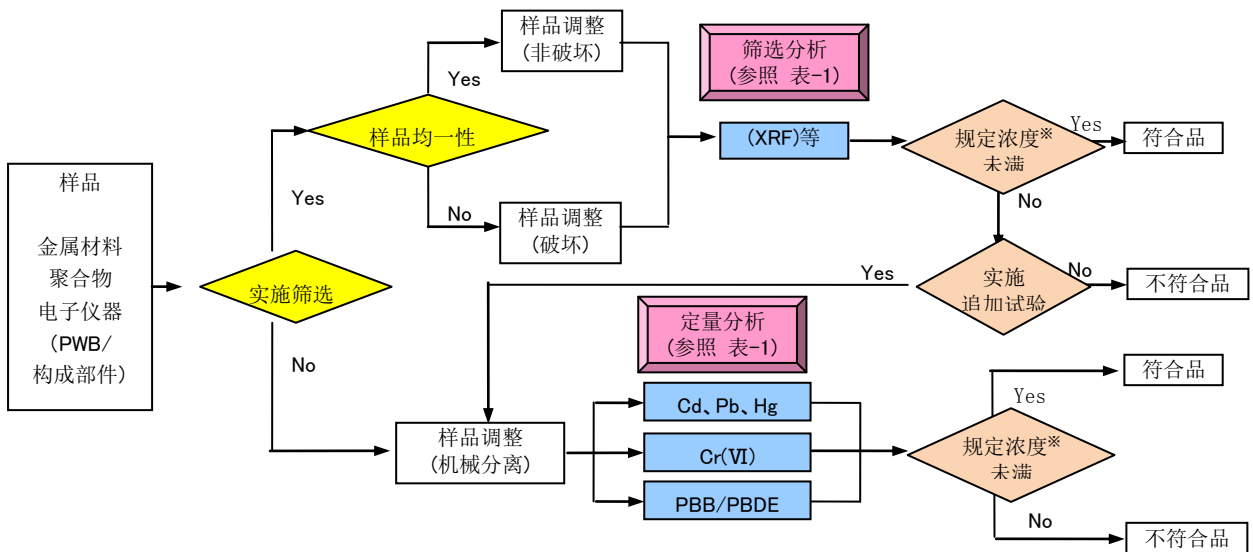 样品
金属材料
聚合物
电子仪器
(PWB/
构成部件)
实施筛选
Yes
No
样品均一性
Yes
No
样品调整
(非破坏)
样品调整
(破坏)
筛选分析
(参照 表-1)
(XRF)等
规定浓度※
未满
Yes
符合品
No
实施
追加试验
Yes
No
不符合品
定量分析
(参照 表-1)
样品调整
(机械分离)
Cd、Pb、Hg
Cr(Ⅵ)
PBB/PBDE
规定浓度※
未满
Yes
符合品
No
不符合品